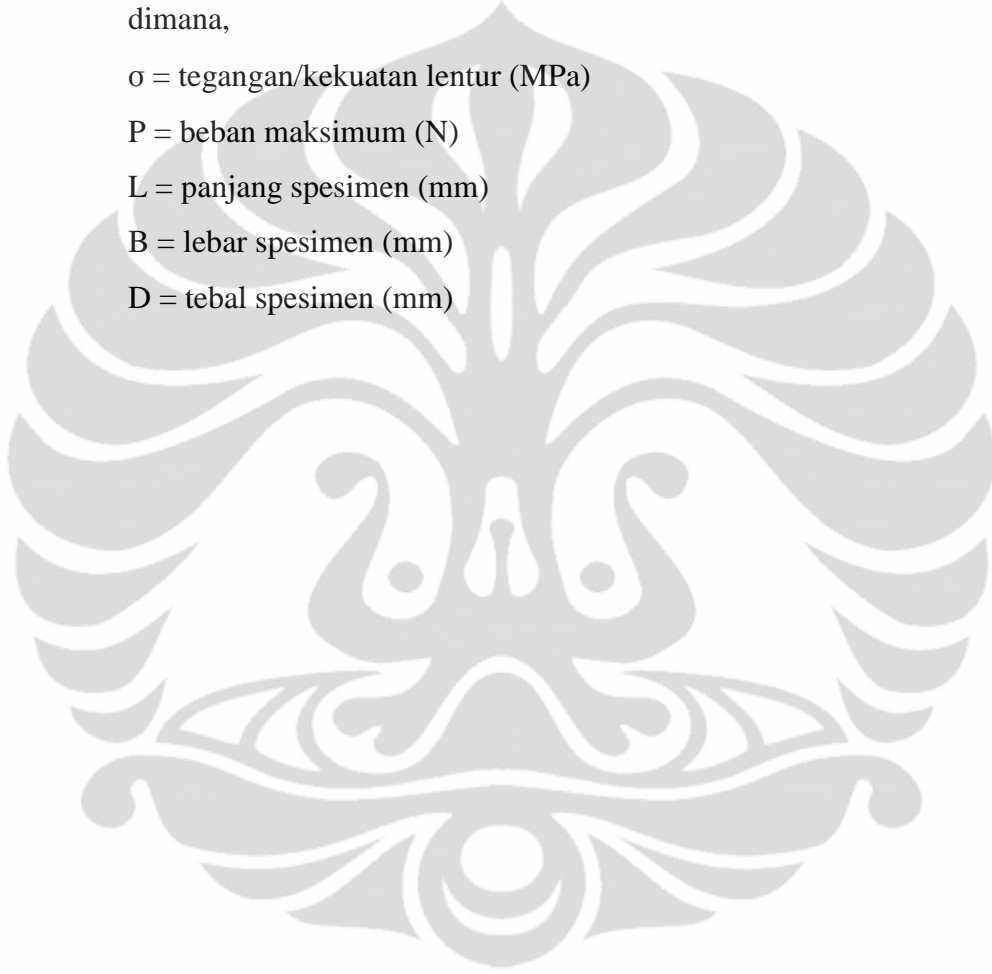 dimana,
σ = tegangan/kekuatan lentur (MPa)
P = beban maksimum (N)
L = panjang spesimen (mm)
B = lebar spesimen (mm)
D = tebal spesimen (mm)